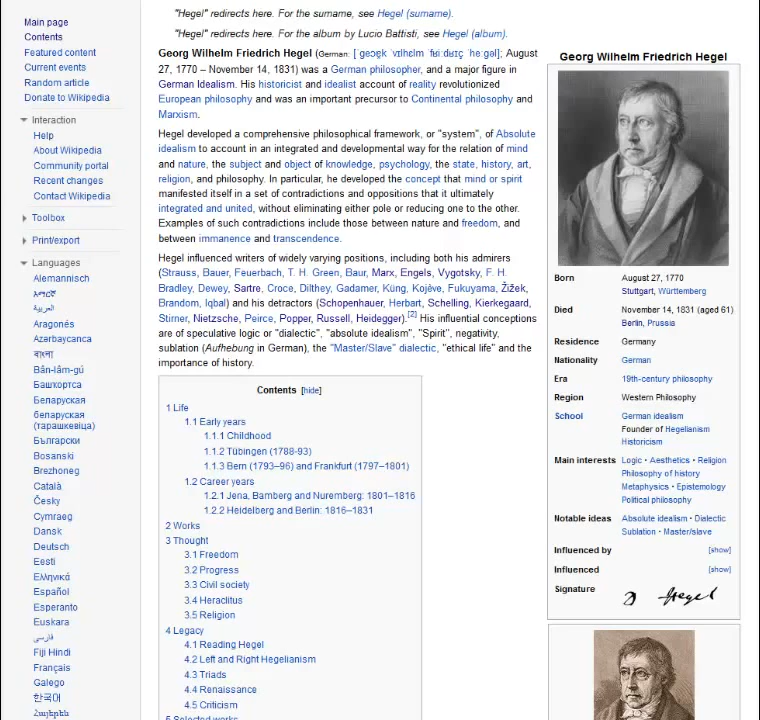 Main page
Contents
Featured content
Current events
Random article
Donate to Wikipedia
Interaction
Help
About Wikipedia
Community portal
Recent changes
Contact Wikipedia
Toolbox
Print/export
Languages
Alemannisch
አማርኛ
العربية
Aragonés
Azərbaycanca
বাংলা
Bân-lâm-gú
Башҡортса
Беларуская
беларуская
(тарашкевіца)
Български
Bosanski
Brezhoneg
Català
Česky
Cymraeg
Dansk
Deutsch
Eesti
Ελληνικά
Español
Esperanto
Euskara
فارسی
Fiji Hindi
Français
Galego
한국어
Հայերեն
"Hegel" redirects here. For the surname, see Hegel (surname).
"Hegel" redirects here. For the album by Lucio Battisti, see Hegel (album).
Georg Wilhelm Friedrich Hegel (German: [ˈɡeɔʁk ˈvɪlhɛlm ˈfʁiːdʁɪç ˈheːɡəl]; August
27, 1770 – November 14, 1831) was a German philosopher, and a major figure in
German Idealism. His historicist and idealist account of reality revolutionized
European philosophy and was an important precursor to Continental philosophy and
Marxism.
Hegel developed a comprehensive philosophical framework, or "system", of Absolute
idealism to account in an integrated and developmental way for the relation of mind
and nature, the subject and object of knowledge, psychology, the state, history, art,
religion, and philosophy. In particular, he developed the concept that mind or spirit
manifested itself in a set of contradictions and oppositions that it ultimately
integrated and united, without eliminating either pole or reducing one to the other.
Examples of such contradictions include those between nature and freedom, and
between immanence and transcendence.
Hegel influenced writers of widely varying positions, including both his admirers
(Strauss, Bauer, Feuerbach, T. H. Green, Baur, Marx, Engels, Vygotsky, F. H.
Bradley, Dewey, Sartre, Croce, Dilthey, Gadamer, Küng, Kojève, Fukuyama, Žižek,
Brandom, Iqbal) and his detractors (Schopenhauer, Herbart, Schelling, Kierkegaard,
Stirner, Nietzsche, Peirce, Popper, Russell, Heidegger).[2] His influential conceptions
are of speculative logic or "dialectic", "absolute idealism", "Spirit", negativity,
sublation (Aufhebung in German), the "Master/Slave" dialectic, "ethical life" and the
importance of history.
Contents [hide]
1 Life
1.1 Early years
1.1.1 Childhood
1.1.2 Tübingen (1788-93)
1.1.3 Bern (1793–96) and Frankfurt (1797–1801)
1.2 Career years
1.2.1 Jena, Bamberg and Nuremberg: 1801–1816
1.2.2 Heidelberg and Berlin: 1816–1831
2 Works
3 Thought
3.1 Freedom
3.2 Progress
3.3 Civil society
3.4 Heraclitus
3.5 Religion
4 Legacy
4.1 Reading Hegel
4.2 Left and Right Hegelianism
4.3 Triads
4.4 Renaissance
4.5 Criticism
5 Selected works
Georg Wilhelm Friedrich Hegel
Born August 27, 1770
Stuttgart, Württemberg
Died November 14, 1831 (aged 61)
Berlin, Prussia
Residence Germany
Nationality German
Era 19th-century philosophy
Region Western Philosophy
School German idealism
Founder of Hegelianism
Historicism
Main interests Logic · Aesthetics · Religion
Philosophy of history
Metaphysics · Epistemology
Political philosophy
Notable ideas Absolute idealism · Dialectic
Sublation · Master/slave
Influenced by [show]
Influenced [show]
Signature Hegel